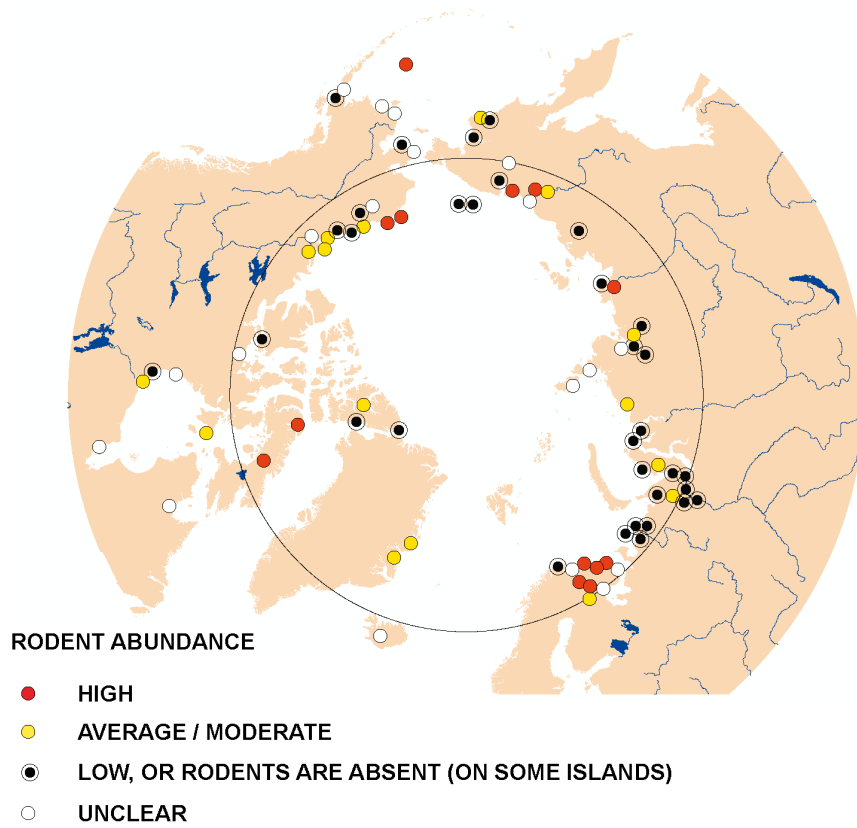 RODENT ABUNDANCE
HIGH
AVERAGE / MODERATE
LOW, OR RODENTS ARE ABSENT (ON SOME ISLANDS)
UNCLEAR